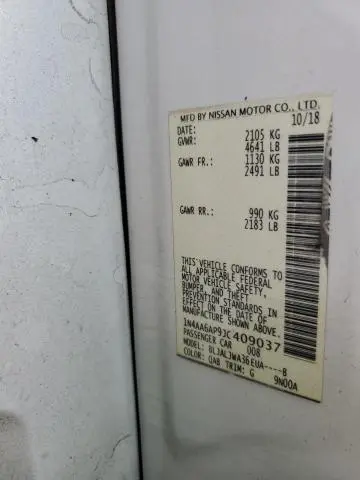 MFD BY NISSAN MOTOR CO., LTD.
DATE: 10/18
GVWR: 2105 KG
4641 LB
GAWR FR.: 1130 KG
2491 LB
GAWR RR.: 990 KG
2183 LB
THIS VEHICLE CONFORMS TO
ALL APPLICABLE FEDERAL
MOTOR VEHICLE SAFETY,
BUMPER, AND THEFT
PREVENTION STANDARDS IN
EFFECT ON THE DATE OF
MANUFACTURE SHOWN ABOVE.
1N4AA6AP9JC409037
PASSENGER CAR 008
MODEL: BLJALJWA36EUA----B
COLOR: QAB TRIM: G 9N00A